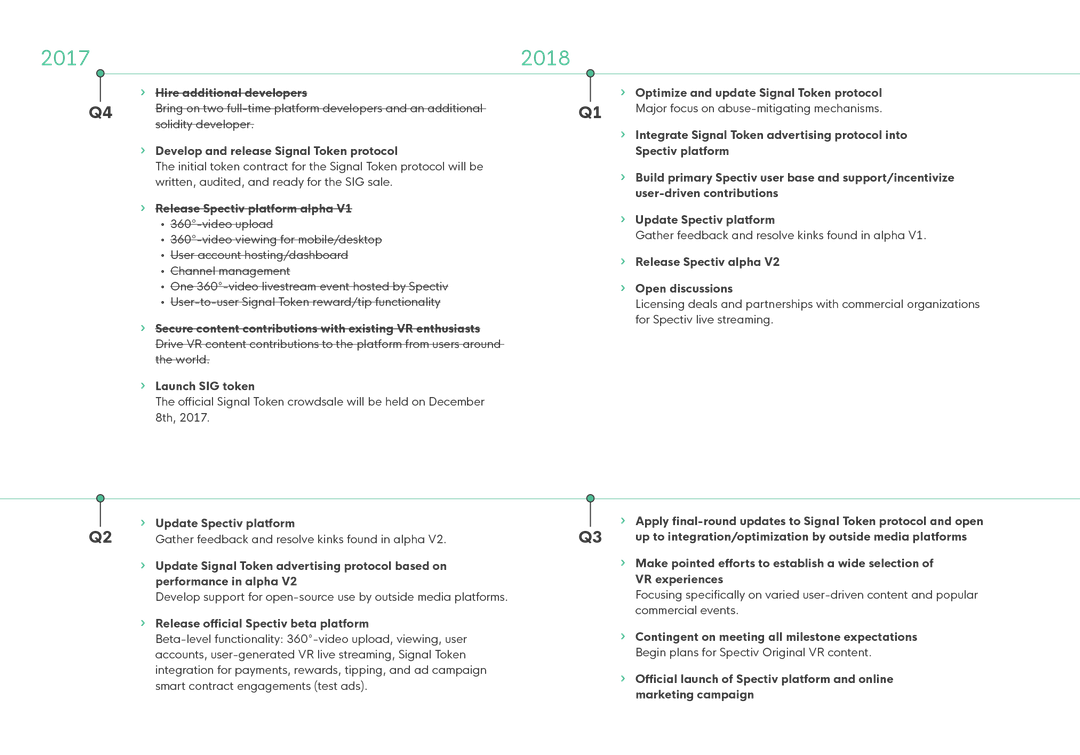 2017
Q4
› Hire additional developers
Bring on two full-time platform developers and an additional
solidity developer.
› Develop and release Signal Token protocol
The initial token contract for the Signal Token protocol will be
written, audited, and ready for the SIG sale.
› Release Spectiv platform alpha V1
• 360°-video upload
• 360°-video viewing for mobile/desktop
• User account hosting/dashboard
• Channel management
• One 360°-video livestream event hosted by Spectiv
• User-to-user Signal Token reward/tip functionality
› Secure content contributions with existing VR enthusiasts
Drive VR content contributions to the platform from users around
the world.
› Launch SIG token
The official Signal Token crowdsale will be held on December
8th, 2017.
2018
Q1
› Optimize and update Signal Token protocol
Major focus on abuse-mitigating mechanisms.
› Integrate Signal Token advertising protocol into
Spectiv platform
› Build primary Spectiv user base and support/incentivize
user-driven contributions
› Update Spectiv platform
Gather feedback and resolve kinks found in alpha V1.
› Release Spectiv alpha V2
› Open discussions
Licensing deals and partnerships with commercial organizations
for Spectiv live streaming.
Q2
› Update Spectiv platform
Gather feedback and resolve kinks found in alpha V2.
› Update Signal Token advertising protocol based on
performance in alpha V2
Develop support for open-source use by outside media platforms.
› Release official Spectiv beta platform
Beta-level functionality: 360°-video upload, viewing, user
accounts, user-generated VR live streaming, Signal Token
integration for payments, rewards, tipping, and ad campaign
smart contract engagements (test ads).
Q3
› Apply final-round updates to Signal Token protocol and open
up to integration/optimization by outside media platforms
› Make pointed efforts to establish a wide selection of
VR experiences
Focusing specifically on varied user-driven content and popular
commercial events.
› Contingent on meeting all milestone expectations
Begin plans for Spectiv Original VR content.
› Official launch of Spectiv platform and online
marketing campaign